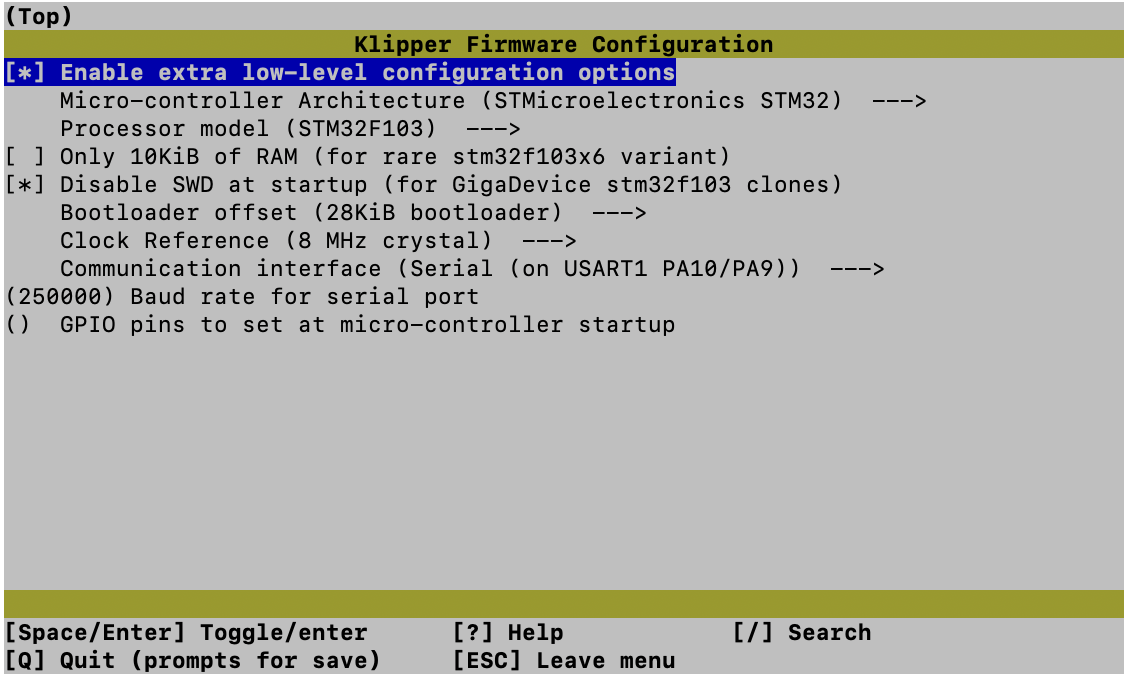 (Top)
Klipper Firmware Configuration
[*] Enable extra low-level configuration options
Micro-controller Architecture (STMicroelectronics STM32)  --->
Processor model (STM32F103)  --->
[ ] Only 10KiB of RAM (for rare stm32f103x6 variant)
[*] Disable SWD at startup (for GigaDevice stm32f103 clones)
Bootloader offset (28KiB bootloader)  --->
Clock Reference (8 MHz crystal)  --->
Communication interface (Serial (on USART1 PA10/PA9))  --->
(250000) Baud rate for serial port
()  GPIO pins to set at micro-controller startup
[Space/Enter] Toggle/enter      [?] Help            [/] Search
[Q] Quit (prompts for save)     [ESC] Leave menu